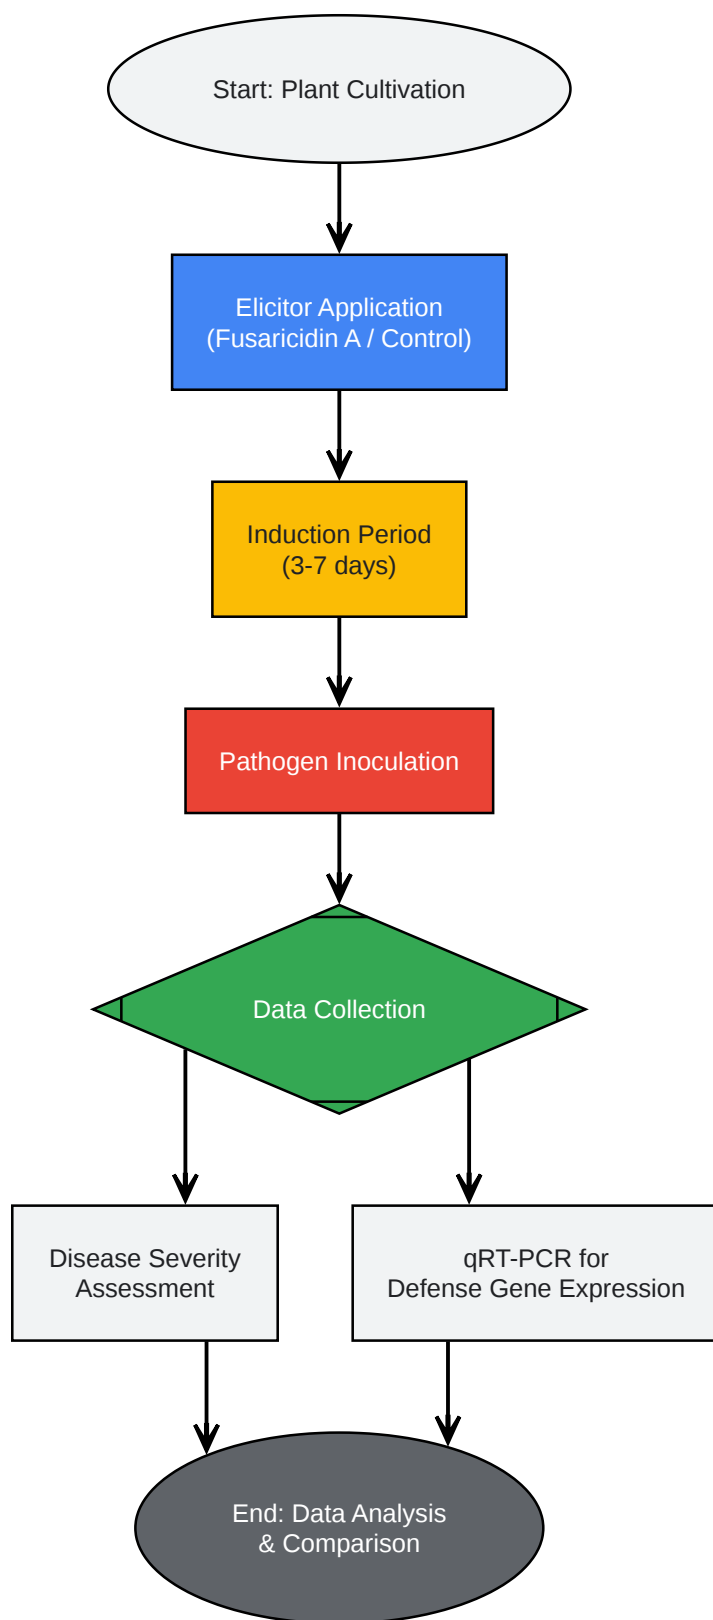 Start: Plant Cultivation
Elicitor Application
(Fusaricidin A / Control)
Induction Period
(3-7 days)
Pathogen Inoculation
Data Collection
Disease Severity
Assessment
qRT-PCR for
Defense Gene Expression
End: Data Analysis
& Comparison